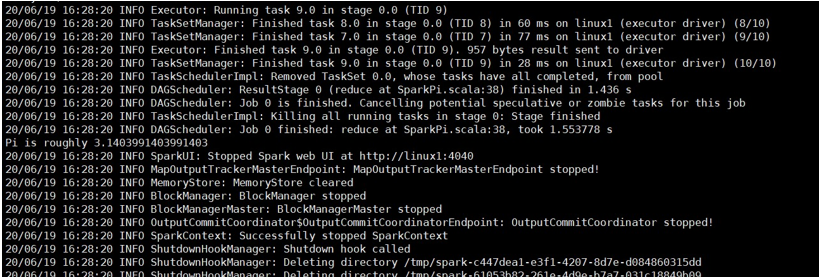 20/06/19 16:28:20 INFO Executor: Running task 9.0 in stage 0.0 (TID 9)
20/06/19 16:28:20 INFO TaskSetManager: Finished task 8.0 in stage 0.0 (TID 8) in 60 ms on linux1 (executor driver) (8/10)
20/06/19 16:28:20 INFO TaskSetManager: Finished task 7.0 in stage 0.0 (TID 7) in 77 ms on linux1 (executor driver) (9/10)
20/06/19 16:28:20 INFO Executor: Finished task 9.0 in stage 0.0 (TID 9). 957 bytes result sent to driver
20/06/19 16:28:20 INFO TaskSetManager: Finished task 9.0 in stage 0.0 (TID 9) in 28 ms on linux1 (executor driver) (10/10)
20/06/19 16:28:20 INFO TaskSchedulerImpl: Removed TaskSet 0.0, whose tasks have all completed, from pool
20/06/19 16:28:20 INFO DAGScheduler: ResultStage 0 (reduce at SparkPi.scala:38) finished in 1.436 s
20/06/19 16:28:20 INFO DAGScheduler: Job 0 is finished. Cancelling potential speculative or zombie tasks for this job
20/06/19 16:28:20 INFO TaskSchedulerImpl: Killing all running tasks in stage 0: Stage finished
20/06/19 16:28:20 INFO DAGScheduler: Job 0 finished: reduce at SparkPi.scala:38, took 1.553778 s
Pi is roughly 3.1403991403991403
20/06/19 16:28:20 INFO SparkUI: Stopped Spark web UI at http://linux1:4040
20/06/19 16:28:20 INFO MapOutputTrackerMasterEndpoint: MapOutputTrackerMasterEndpoint stopped!
20/06/19 16:28:20 INFO MemoryStore: MemoryStore cleared
20/06/19 16:28:20 INFO BlockManager: BlockManager stopped
20/06/19 16:28:20 INFO BlockManagerMaster: BlockManagerMaster stopped
20/06/19 16:28:20 INFO OutputCommitCoordinator$OutputCommitCoordinatorEndpoint: OutputCommitCoordinator stopped!
20/06/19 16:28:20 INFO SparkContext: Successfully stopped SparkContext
20/06/19 16:28:20 INFO ShutdownHookManager: Shutdown hook called
20/06/19 16:28:20 INFO ShutdownHookManager: Deleting directory /tmp/spark-c447dea1-e3f1-4207-8d7e-d084860315dd
20/06/19 16:28:20 INFO ShutdownHookManager: Deleting directory /tmp/spark-61053b82-261e-4d9e-b7a7-031c18849b09